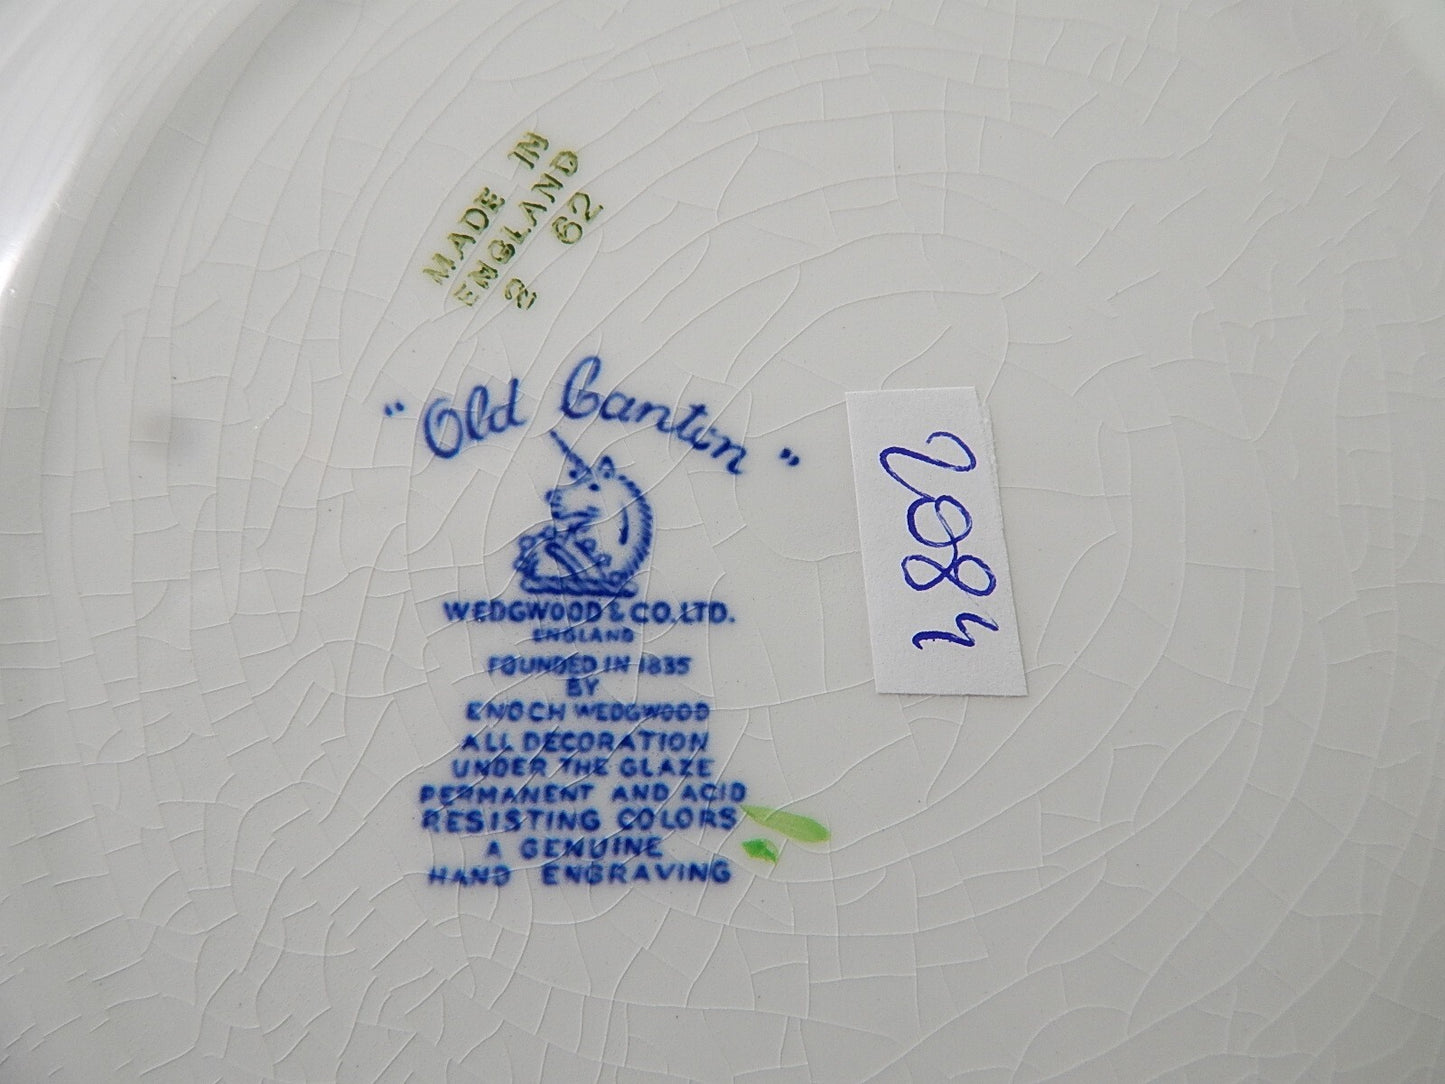 MADE IN
ENGLAND
2 62
"Old Canton"
WEDGWOOD & CO. LTD.
ENGLAND
FOUNDED IN 1835
BY
ENOCH WEDGWOOD
ALL DECORATION
UNDER THE GLAZE
PERMANENT AND ACID
RESISTING COLORS
A GENUINE
HAND ENGRAVING
2084